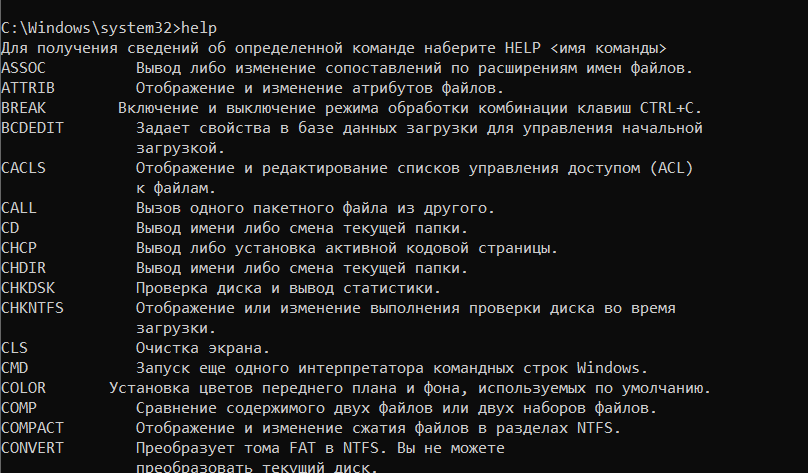 C:\Windows\system32>help
Для получения сведений об определенной команде наберите HELP <имя команды>
ASSOC          Вывод либо изменение сопоставлений по расширениям имен файлов.
ATTRIB         Отображение и изменение атрибутов файлов.
BREAK        Включение и выключение режима обработки комбинации клавиш CTRL+C.
BCDEDIT        Задает свойства в базе данных загрузки для управления начальной
               загрузкой.
CACLS          Отображение и редактирование списков управления доступом (ACL)
               к файлам.
CALL           Вызов одного пакетного файла из другого.
CD             Вывод имени либо смена текущей папки.
CHCP           Вывод либо установка активной кодовой страницы.
CHDIR          Вывод имени либо смена текущей папки.
CHKDSK         Проверка диска и вывод статистики.
CHKNTFS        Отображение или изменение выполнения проверки диска во время
               загрузки.
CLS            Очистка экрана.
CMD            Запуск еще одного интерпретатора командных строк Windows.
COLOR       Установка цветов переднего плана и фона, используемых по умолчанию.
COMP           Сравнение содержимого двух файлов или двух наборов файлов.
COMPACT        Отображение и изменение сжатия файлов в разделах NTFS.
CONVERT        Преобразует тома FAT в NTFS. Вы не можете
               преобразовать текущий диск.